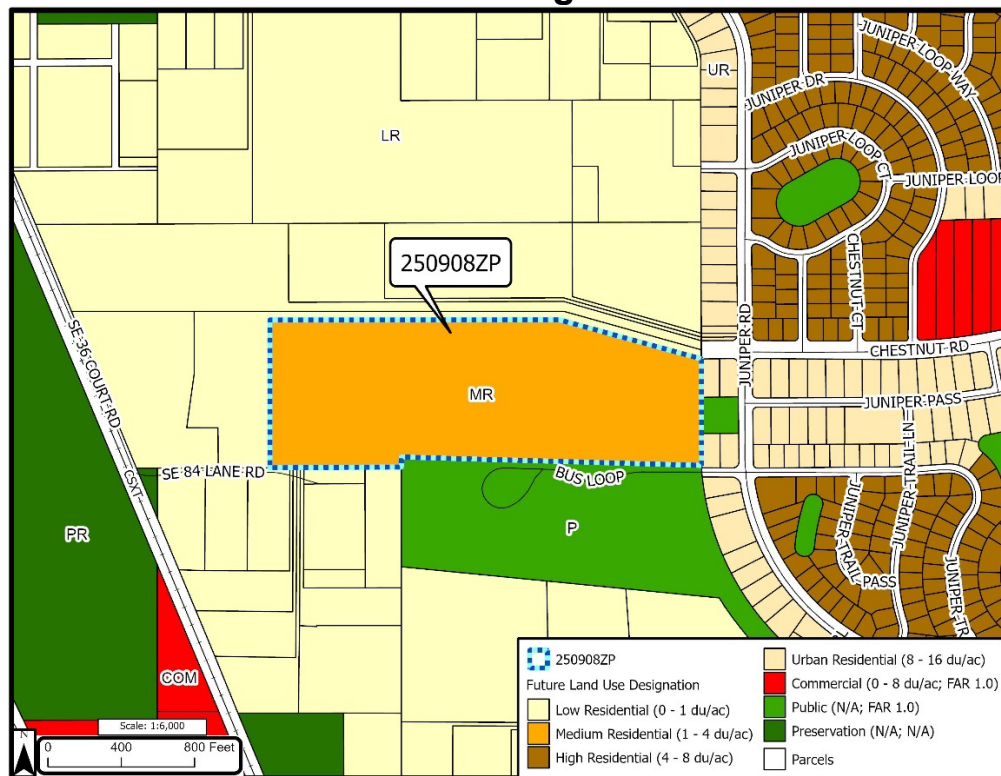 UR
JUNIPER LOOP WAY
JUNIPER DR
LR
JUNIPER LOOP CT
JUNIPER LOOP
250908ZP
CHESTNUT CT
SE 36 COURT RD
JUNIPER RD
CHESTNUT RD
MR
JUNIPER PASS
CSXT
SE 84 LANE RD
BUS LOOP
JUNIPER TRAIL LN
PR
P
JUNIPER TRAIL
PASS
JUNIPER TR
COM
Scale: 1:6,000
N
0 400 800 Feet
250908ZP
Future Land Use Designation
Low Residential (0 - 1 du/ac)
Medium Residential (1 - 4 du/ac)
High Residential (4 - 8 du/ac)
Urban Residential (8 - 16 du/ac)
Commercial (0 - 8 du/ac; FAR 1.0)
Public (N/A; FAR 1.0)
Preservation (N/A; N/A)
Parcels